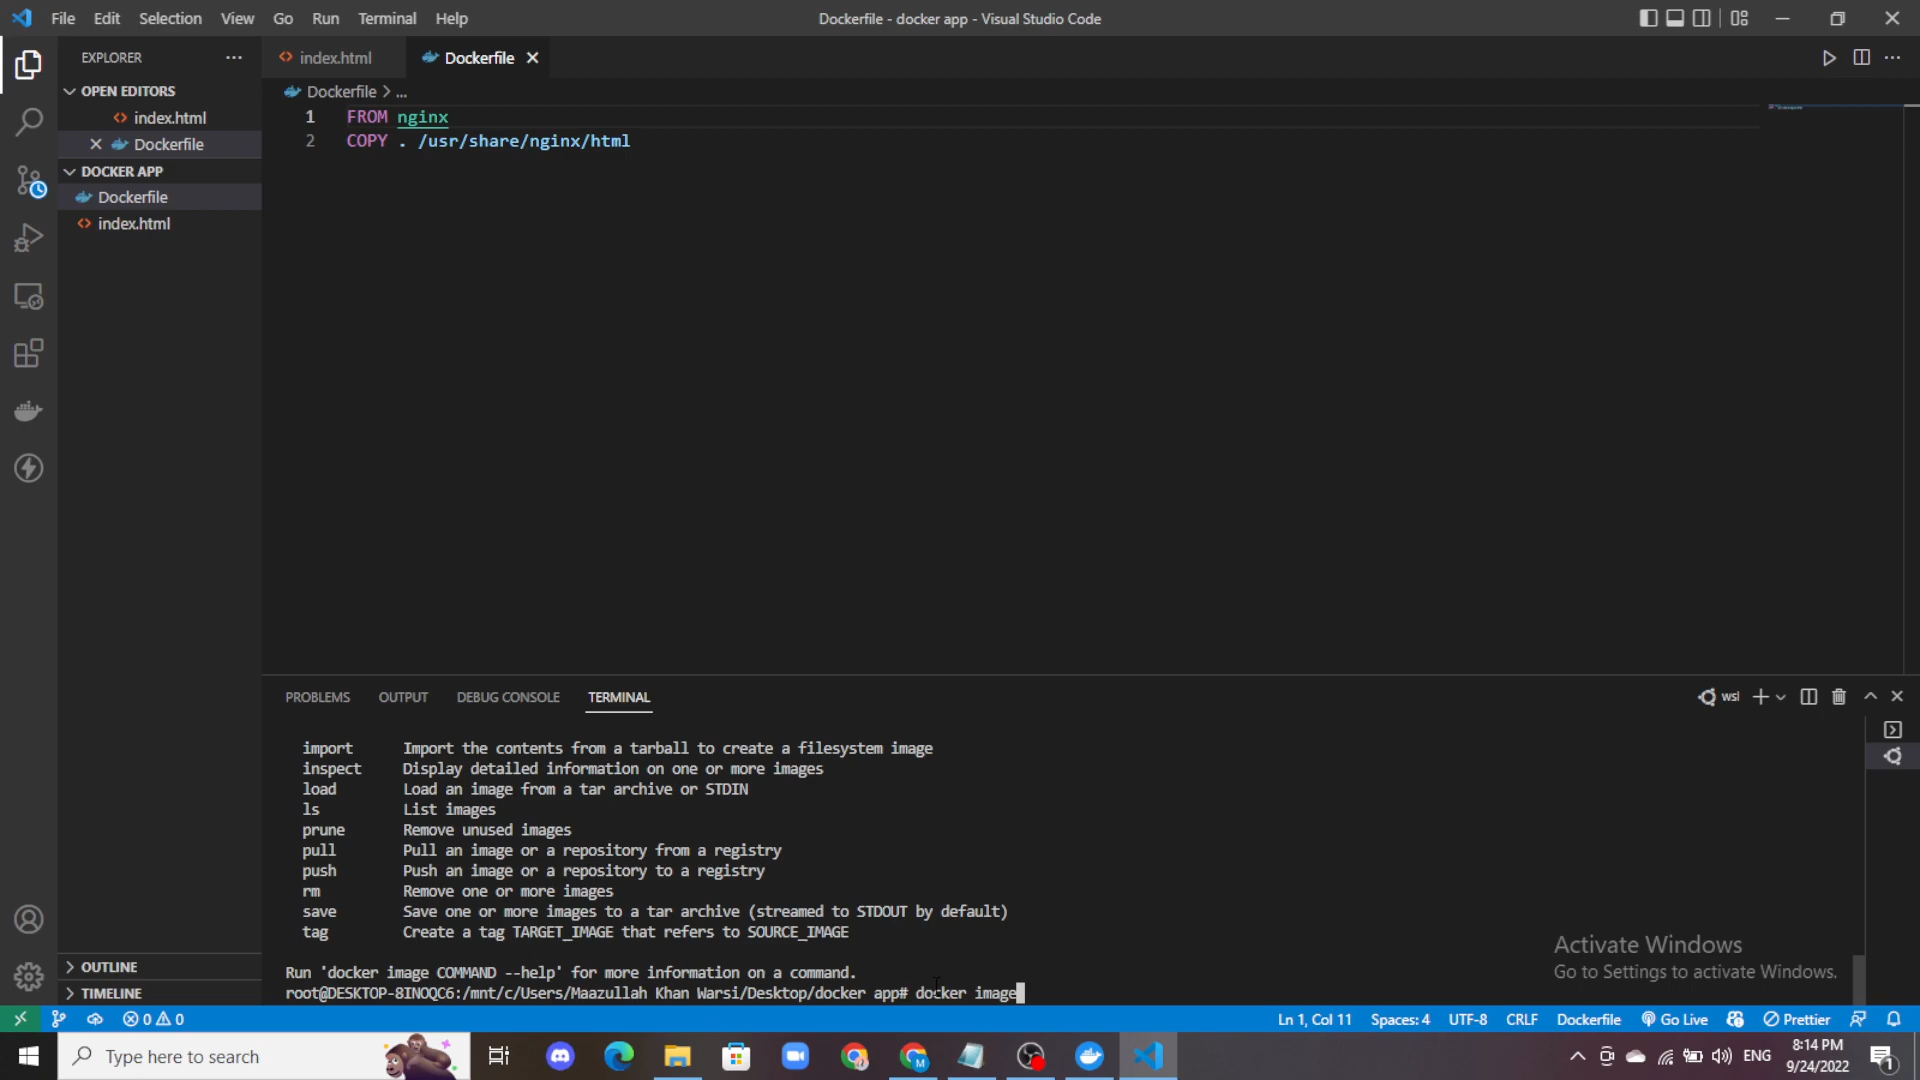 File Edit Selection View Go Run Terminal Help
Dockerfile - docker app - Visual Studio Code
EXPLORER
OPEN EDITORS
index.html
Dockerfile
DOCKER APP
Dockerfile
index.html
OUTLINE
TIMELINE
index.html
Dockerfile
Dockerfile > ...
1 FROM nginx
2 COPY . /usr/share/nginx/html
PROBLEMS OUTPUT DEBUG CONSOLE TERMINAL
wsl
import Import the contents from a tarball to create a filesystem image
inspect Display detailed information on one or more images
load Load an image from a tar archive or STDIN
ls List images
prune Remove unused images
pull Pull an image or a repository from a registry
push Push an image or a repository to a registry
rm Remove one or more images
save Save one or more images to a tar archive (streamed to STDOUT by default)
tag Create a tag TARGET_IMAGE that refers to SOURCE_IMAGE
Run 'docker image COMMAND --help' for more information on a command.
root@DESKTOP-8INOQC6:/mnt/c/Users/Maazullah Khan Warsi/Desktop/docker app# docker image
Activate Windows
Go to Settings to activate Windows.
0 0
Ln 1, Col 11 Spaces: 4 UTF-8 CRLF Dockerfile Go Live Prettier
Type here to search
M
ENG
8:14 PM
9/24/2022
1